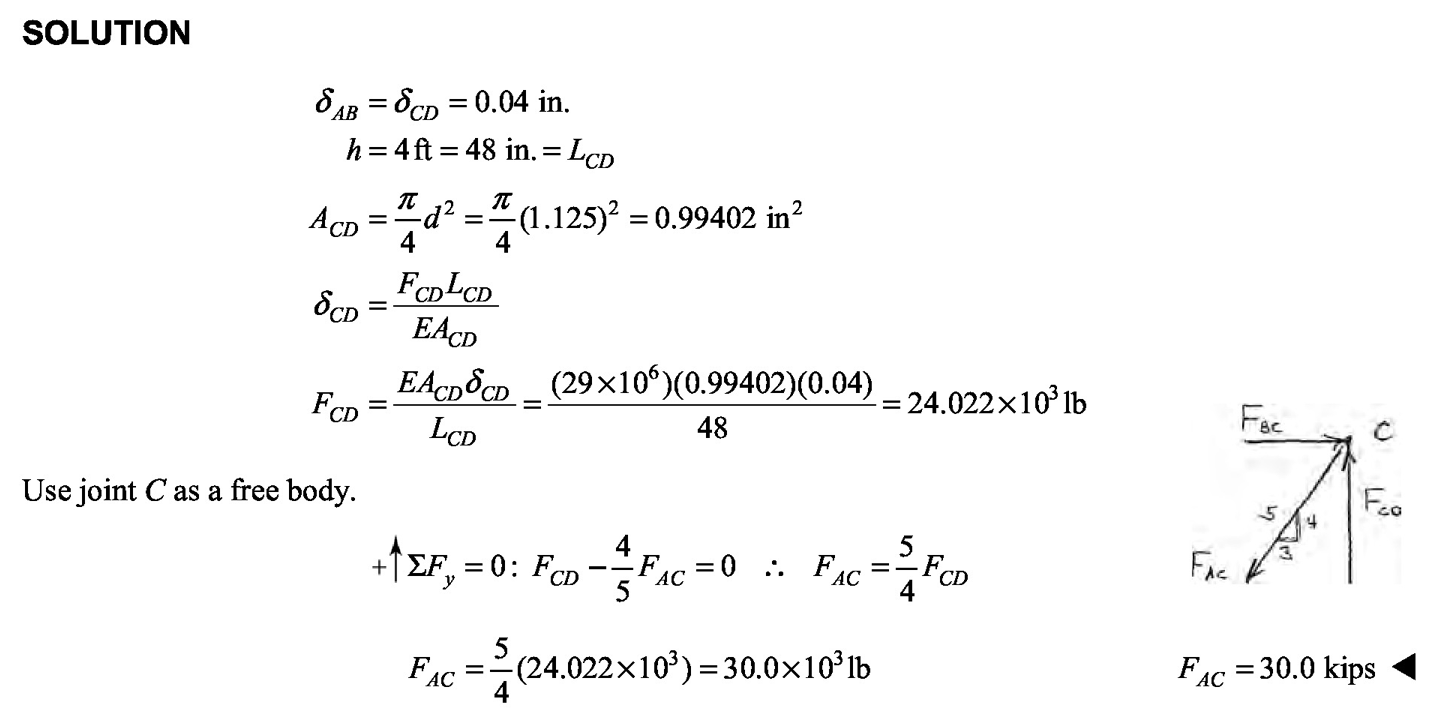 SOLUTION
δ_AB = δ_CD = 0.04 in.
h = 4 ft = 48 in. = L_CD
A_CD = π/4 d² = π/4 (1.125)² = 0.99402 in²
δ_CD = F_CD L_CD / EA_CD
F_CD = EA_CD δ_CD / L_CD = (29×10⁶)(0.99402)(0.04) / 48 = 24.022×10³ lb
F_BC C
Use joint C as a free body.
F_CD
5 4
3
F_AC
+↑ΣF_y = 0: F_CD − 4/5 F_AC = 0 ∴ F_AC = 5/4 F_CD
F_AC = 5/4 (24.022×10³) = 30.0×10³ lb F_AC = 30.0 kips ◀